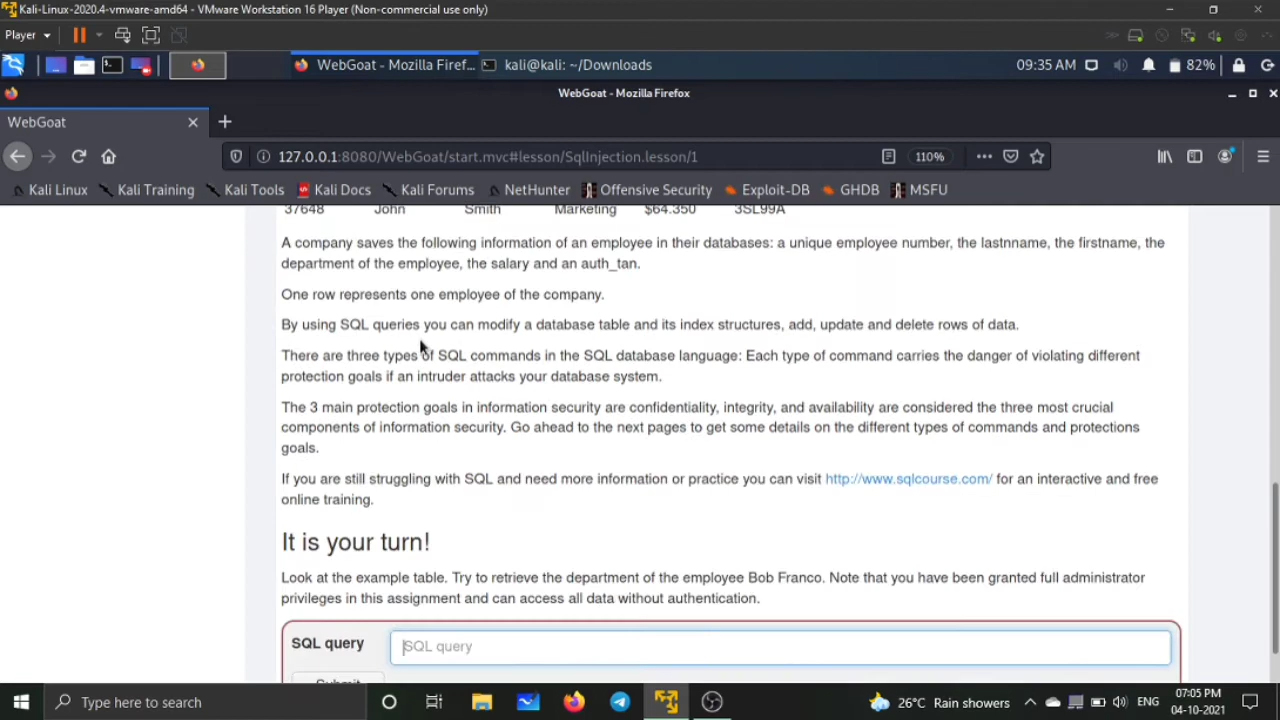 Kali-Linux-2020.4-vmware-amd64 - VMware Workstation 16 Player (Non-commercial use only)
Player
WebGoat - Mozilla Firef...
kali@kali: ~/Downloads
09:35 AM
82%
WebGoat - Mozilla Firefox
WebGoat
127.0.0.1:8080/WebGoat/start.mvc#lesson/SqlInjection.lesson/1
110%
Kali Linux Kali Training Kali Tools Kali Docs Kali Forums NetHunter Offensive Security Exploit-DB GHDB MSFU
37648 John Smith Marketing $64.350 3SL99A
A company saves the following information of an employee in their databases: a unique employee number, the lastnname, the firstname, the
department of the employee, the salary and an auth_tan.
One row represents one employee of the company.
By using SQL queries you can modify a database table and its index structures, add, update and delete rows of data.
There are three types of SQL commands in the SQL database language: Each type of command carries the danger of violating different
protection goals if an intruder attacks your database system.
The 3 main protection goals in information security are confidentiality, integrity, and availability are considered the three most crucial
components of information security. Go ahead to the next pages to get some details on the different types of commands and protections
goals.
If you are still struggling with SQL and need more information or practice you can visit http://www.sqlcourse.com/ for an interactive and free
online training.
It is your turn!
Look at the example table. Try to retrieve the department of the employee Bob Franco. Note that you have been granted full administrator
privileges in this assignment and can access all data without authentication.
SQL query
SQL query
Submit
Type here to search
26°C Rain showers
ENG
07:05 PM
04-10-2021